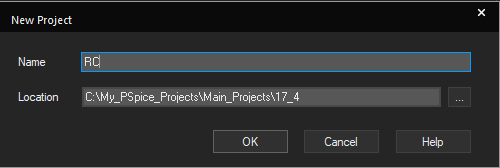 New Project
Name RC
Location C:\My_PSpice_Projects\Main_Projects\17_4 ...
OK Cancel Help